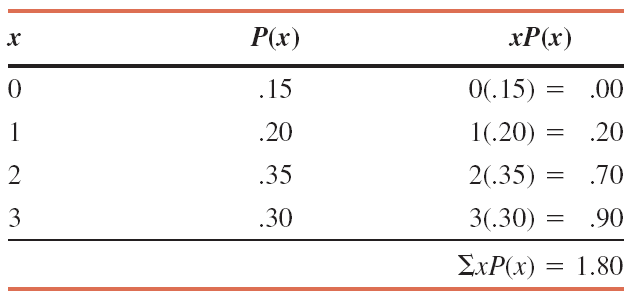 x P(x) xP(x)
0 .15 0(.15) = .00
1 .20 1(.20) = .20
2 .35 2(.35) = .70
3 .30 3(.30) = .90
ΣxP(x) = 1.80